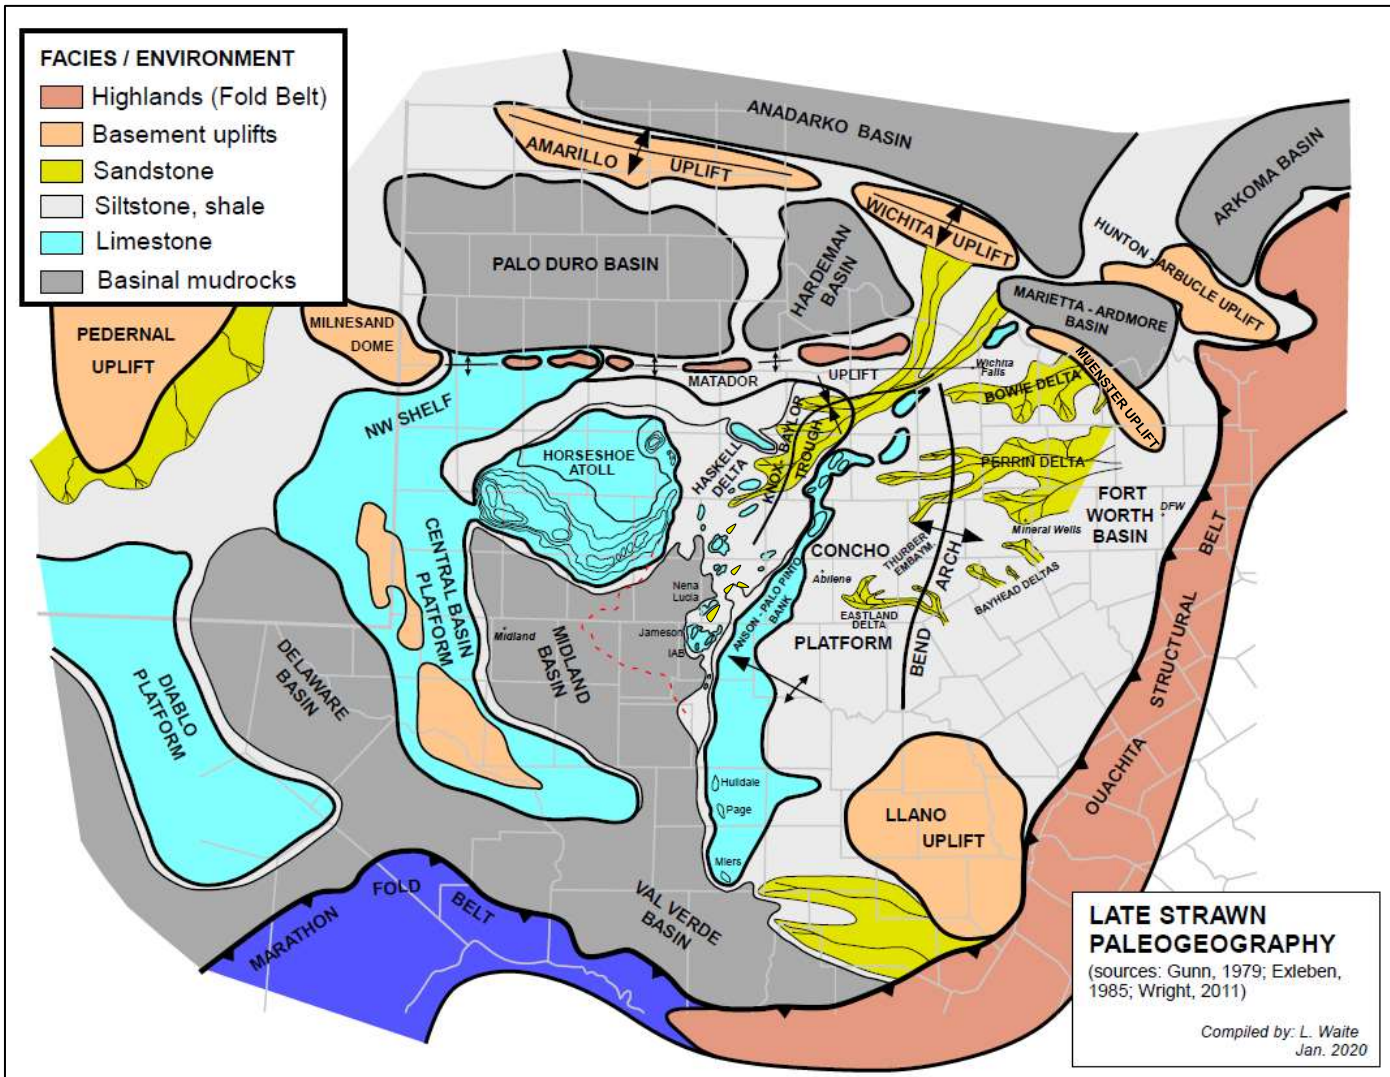 FACIES / ENVIRONMENT
Highlands (Fold Belt)
Basement uplifts
Sandstone
Siltstone, shale
Limestone
Basinal mudrocks
ANADARKO BASIN
AMARILLO UPLIFT
ARKOMA BASIN
WICHITA UPLIFT
HUNTON - ARBUCLE UPLIFT
PALO DURO BASIN
HARDEMAN
BASIN
MARIETTA - ARDMORE
BASIN
PEDERNAL
UPLIFT
MILNESAND
DOME
MUENSTER UPLIFT
MATADOR UPLIFT
Wichita
Falls
BOWIE DELTA
NW SHELF
HORSESHOE
ATOLL
HASKELL
DELTA
KNOX- BAYLOR
TROUGH
PERRIN DELTA
FORT
WORTH
BASIN
DFW
Mineral Wells
CENTRAL BASIN
PLATFORM
CONCHO
PLATFORM
Abilene
THURBER
EMBAYM.
BEND ARCH
BAYHEAD DELTAS
EASTLAND
DELTA
ANSON - PALO PINTO
BANK
Nena
Lucia
Jameson
IAB
Midland
MIDLAND
BASIN
DELAWARE
BASIN
DIABLO
PLATFORM
OUACHITA STRUCTURAL BELT
Hulldale
Page
Miers
LLANO
UPLIFT
VAL VERDE
BASIN
MARATHON FOLD BELT
LATE STRAWN
PALEOGEOGRAPHY
(sources: Gunn, 1979; Exleben,
1985; Wright, 2011)
Compiled by: L. Waite
Jan. 2020